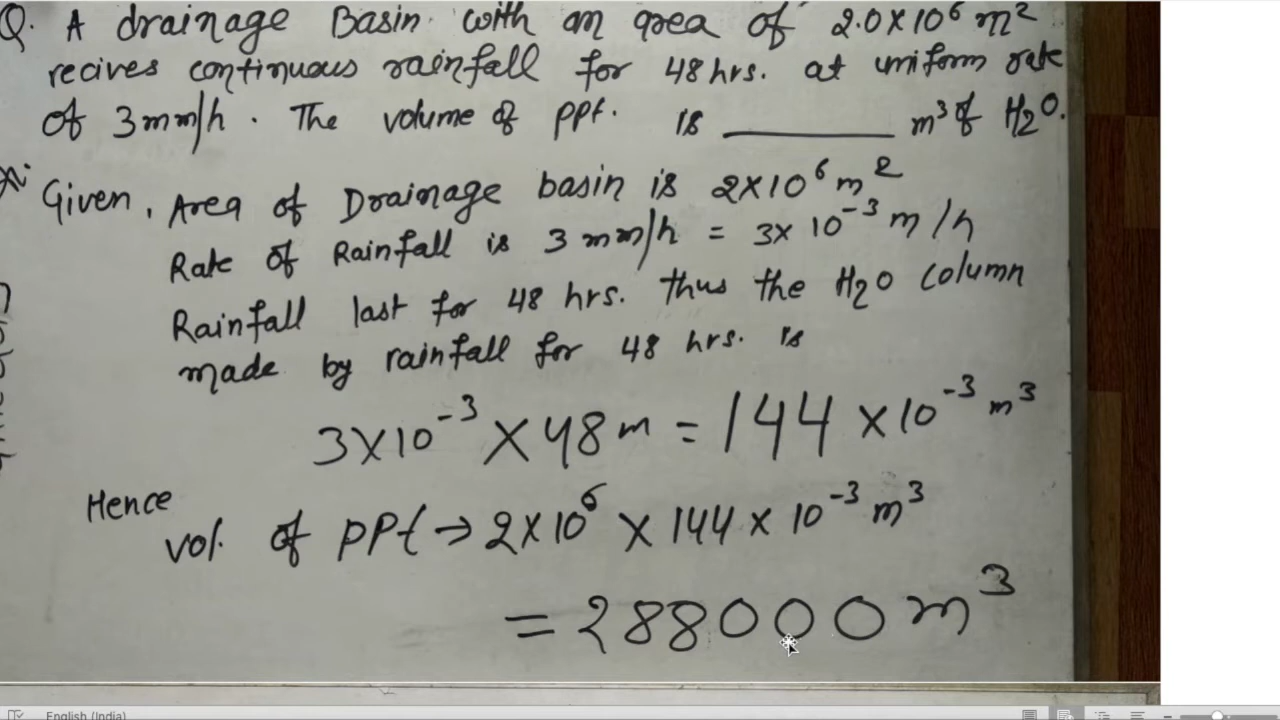 Q. A drainage Basin with an area of 2.0×10⁶ m²
recives continuous rainfall for 48 hrs. at uniform rate
of 3mm/h. The volume of ppt. is ________ m³ of H₂O.
Given, Area of Drainage basin is 2×10⁶ m²
Rate of Rainfall is 3 mm/h = 3×10⁻³ m/h
Rainfall last for 48 hrs. thus the H₂O column
made by rainfall for 48 hrs. is
3×10⁻³ × 48 m = 144 ×10⁻³ m³
Hence
vol. of PPt → 2×10⁶ × 144 × 10⁻³ m³
= 288000 m³
English (India)